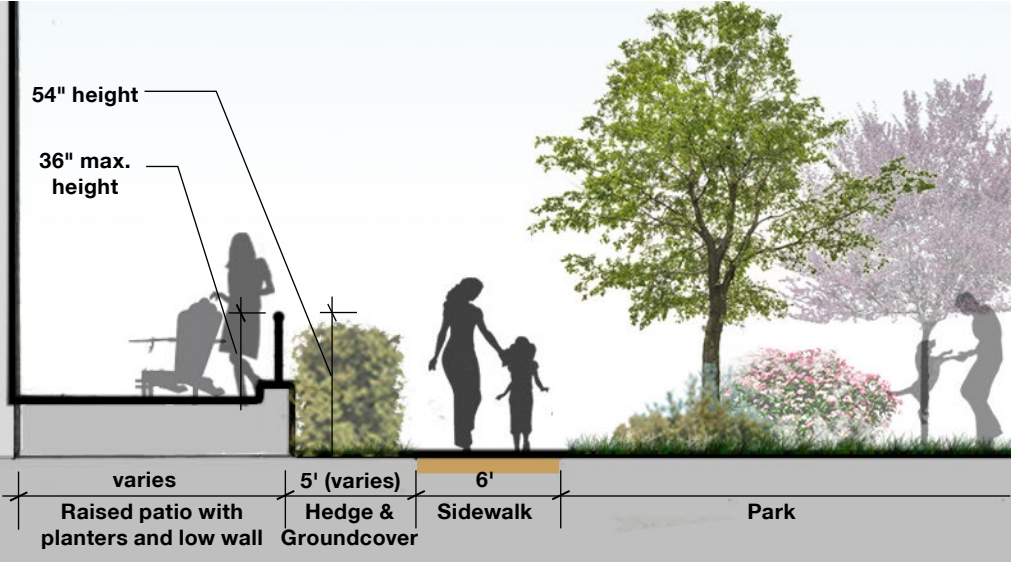 54" height
36" max.
height
varies
5' (varies)
6'
Raised patio with
planters and low wall
Hedge &
Groundcover
Sidewalk
Park